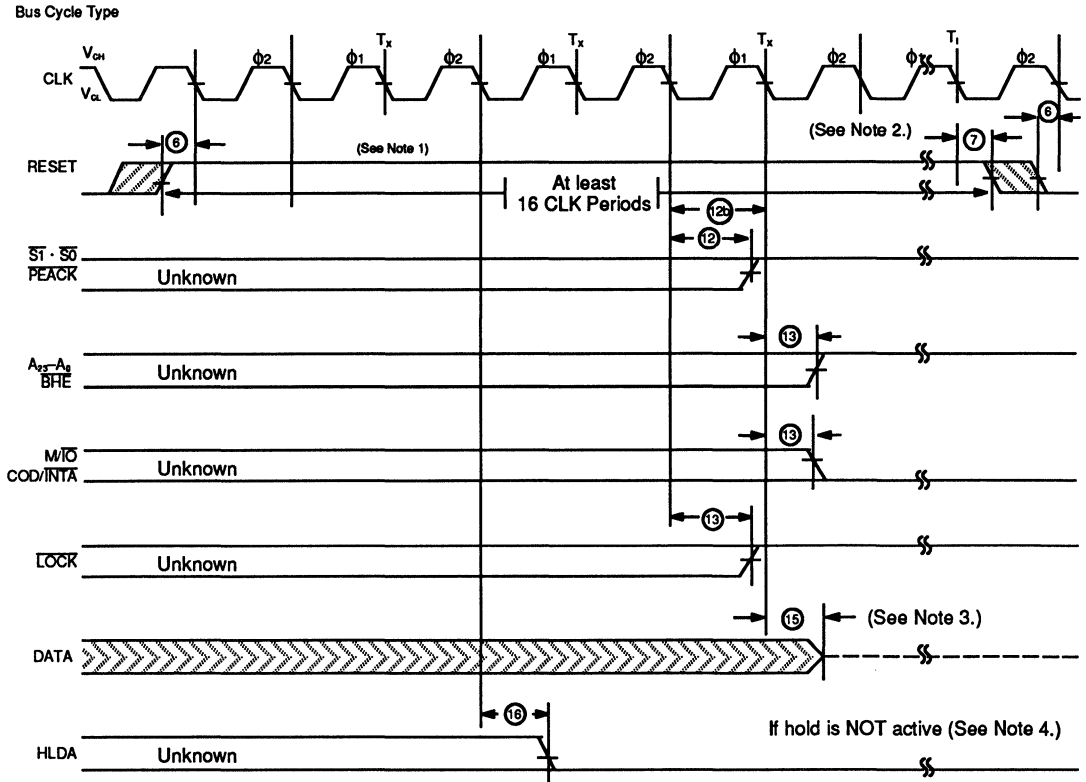 Bus Cycle Type
V_CH
CLK
V_CL
ϕ2
ϕ1
T_X
ϕ2
ϕ1
T_X
ϕ2
ϕ1
T_X
ϕ2
ϕ1
T_I
ϕ2
RESET
6
(See Note 1)
(See Note 2.)
7
6
At least
16 CLK Periods
12b
12
S̅1̅ · S̅0̅
P̅E̅A̅C̅K̅
Unknown
13
A₂₃–A₀
B̅H̅E̅
Unknown
13
M/I̅O̅
COD/I̅N̅T̅A̅
Unknown
13
L̅O̅C̅K̅
Unknown
15
(See Note 3.)
DATA
16
If hold is NOT active (See Note 4.)
HLDA
Unknown